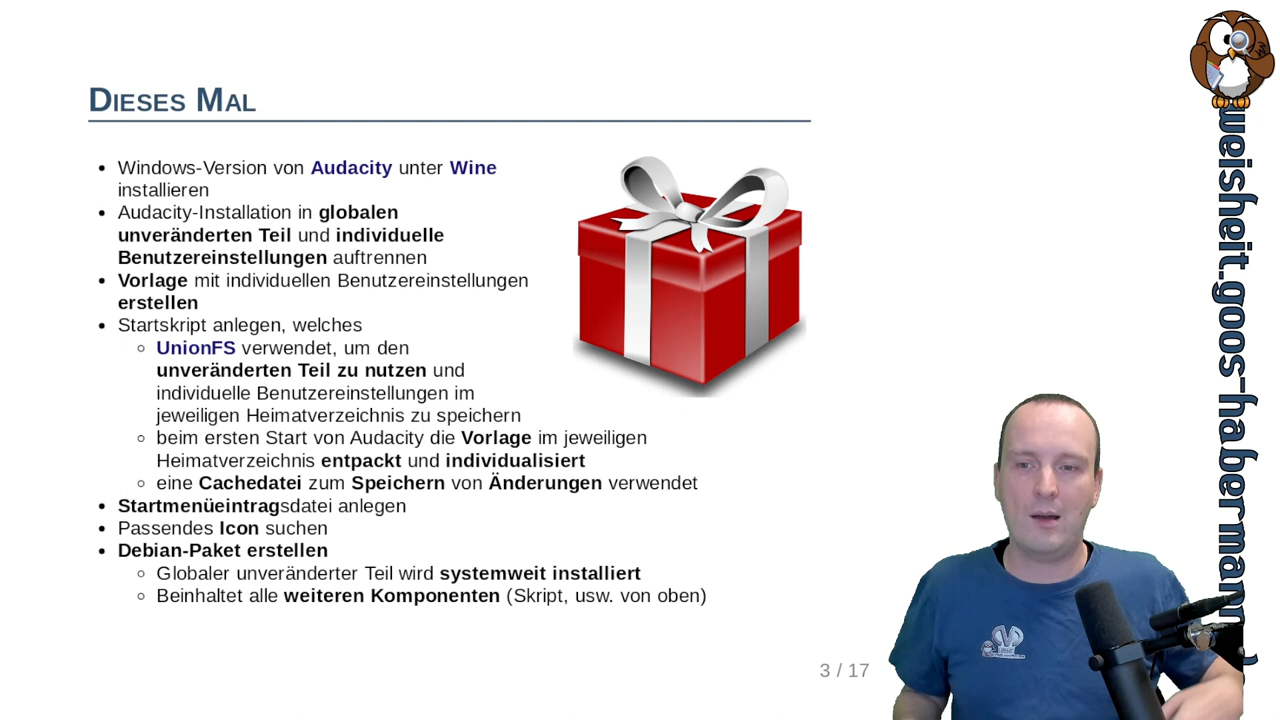 Dieses Mal
• Windows-Version von Audacity unter Wine
installieren
• Audacity-Installation in globalen
unveränderten Teil und individuelle
Benutzereinstellungen auftrennen
• Vorlage mit individuellen Benutzereinstellungen
erstellen
• Startskript anlegen, welches
◦ UnionFS verwendet, um den
unveränderten Teil zu nutzen und
individuelle Benutzereinstellungen im
jeweiligen Heimatverzeichnis zu speichern
◦ beim ersten Start von Audacity die Vorlage im jeweiligen
Heimatverzeichnis entpackt und individualisiert
◦ eine Cachedatei zum Speichern von Änderungen verwendet
• Startmenüeintragsdatei anlegen
• Passendes Icon suchen
• Debian-Paket erstellen
◦ Globaler unveränderter Teil wird systemweit installiert
◦ Beinhaltet alle weiteren Komponenten (Skript, usw. von oben)
3 / 17
weisheit.goos-habermann